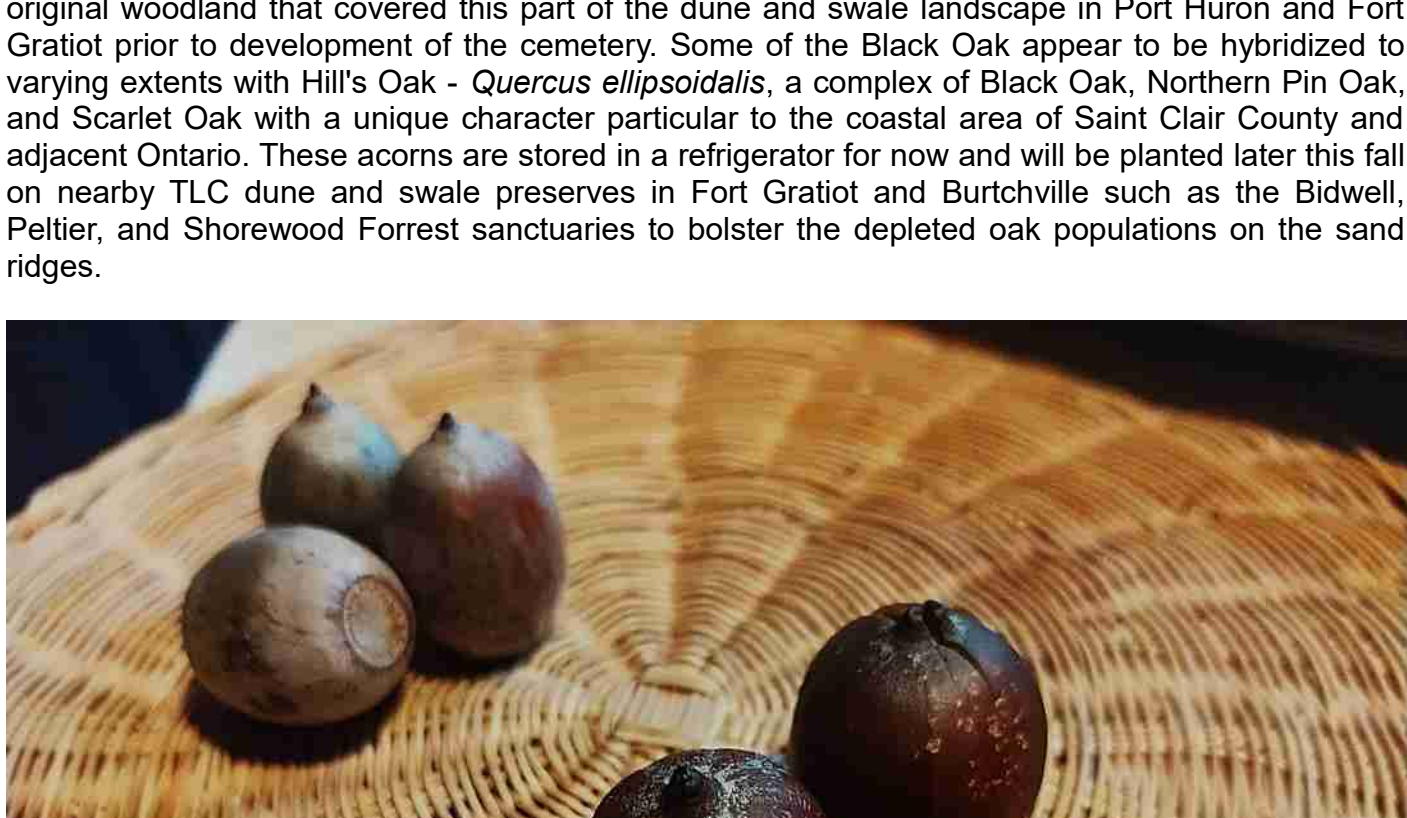 original woodland that covered this part of the dune and swale landscape in Port Huron and Fort
Gratiot prior to development of the cemetery. Some of the Black Oak appear to be hybridized to
varying extents with Hill's Oak - Quercus ellipsoidalis, a complex of Black Oak, Northern Pin Oak,
and Scarlet Oak with a unique character particular to the coastal area of Saint Clair County and
adjacent Ontario. These acorns are stored in a refrigerator for now and will be planted later this fall
on nearby TLC dune and swale preserves in Fort Gratiot and Burtchville such as the Bidwell,
Peltier, and Shorewood Forrest sanctuaries to bolster the depleted oak populations on the sand
ridges.